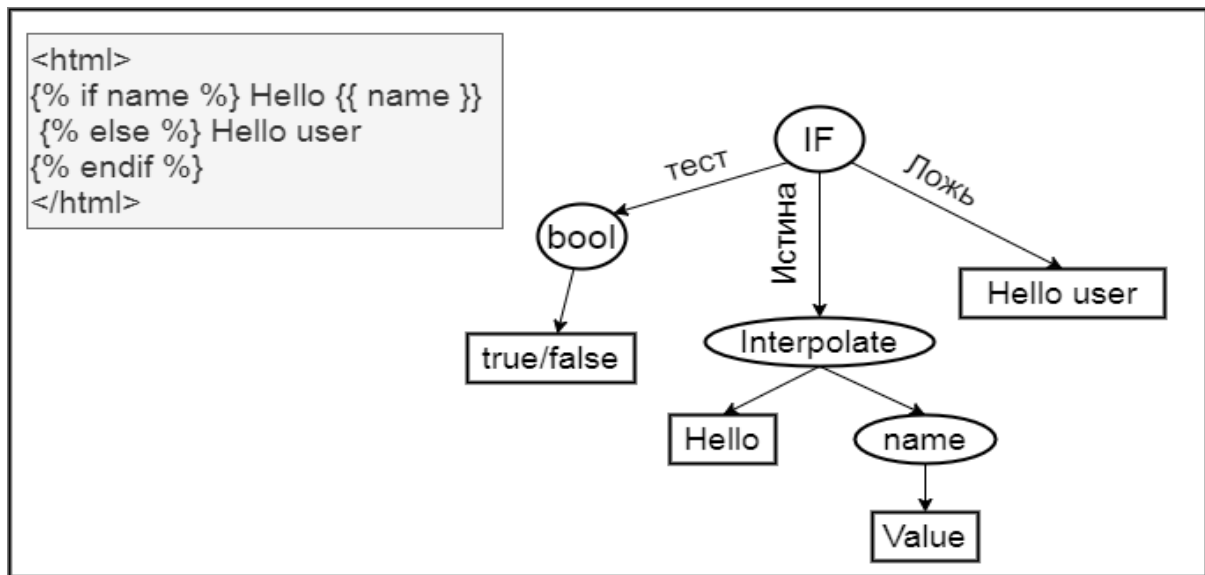 <html>
{% if name %} Hello {{ name }}
{% else %} Hello user
{% endif %}
</html>
IF
тест
Истина
Ложь
bool
Hello user
true/false
Interpolate
Hello
name
Value